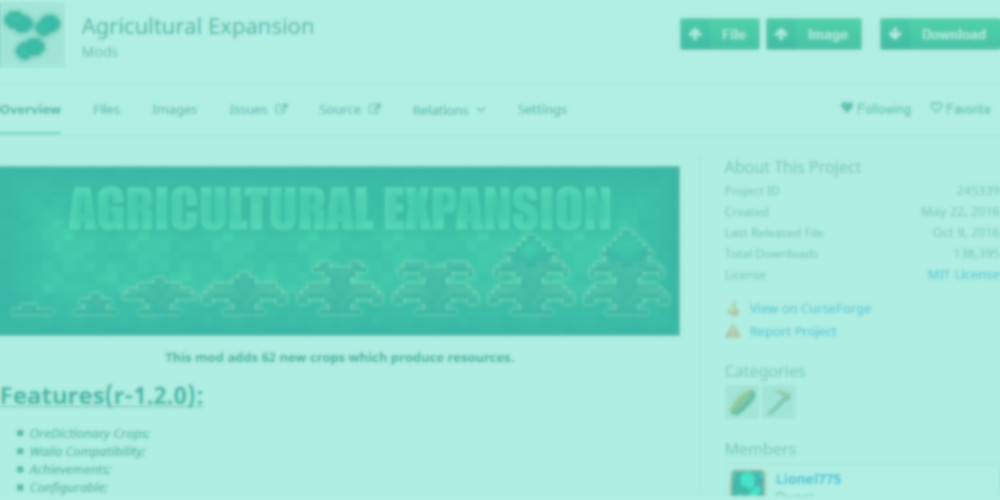 Agricultural Expansion
Mods
File
Image
Download
Overview
Files
Images
Issues
Source
Relations
Settings
Following
Favorite
AGRICULTURAL EXPANSION
This mod adds 62 new crops which produce resources.
Features(r-1.2.0):
OreDictionary Crops;
Waila Compatibility;
Achievements;
Configurable;
About This Project
Project ID 245339
Created May 22, 2016
Last Released File Oct 9, 2016
Total Downloads 138,395
License MIT License
View on CurseForge
Report Project
Categories
Members
Lionel775